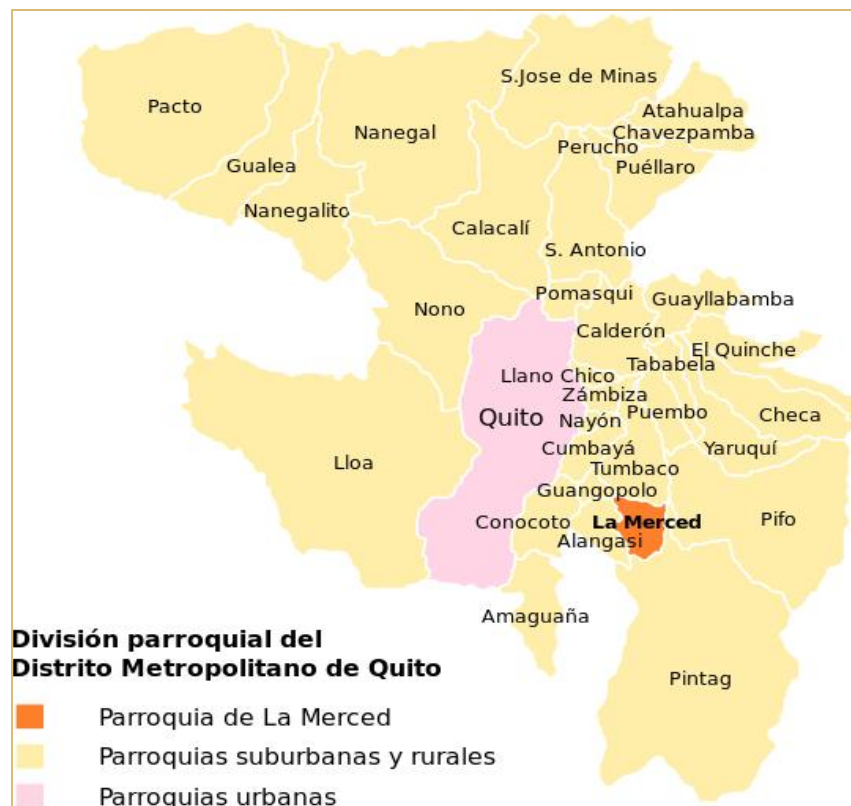 S.Jose de Minas
Pacto
Atahualpa
Nanegal
Chavezpamba
Perucho
Gualea
Puéllaro
Nanegalito
Calacalí
S. Antonio
Pomasqui
Guayllabamba
Nono
Calderón
El Quinche
Tababela
Llano Chico
Zámbiza
Puembo
Checa
Quito
Nayón
Cumbayá
Yaruquí
Lloa
Tumbaco
Guangopolo
Conocoto
La Merced
Pifo
Alangasi
Amaguaña
Pintag
División parroquial del
Distrito Metropolitano de Quito
Parroquia de La Merced
Parroquias suburbanas y rurales
Parroquias urbanas